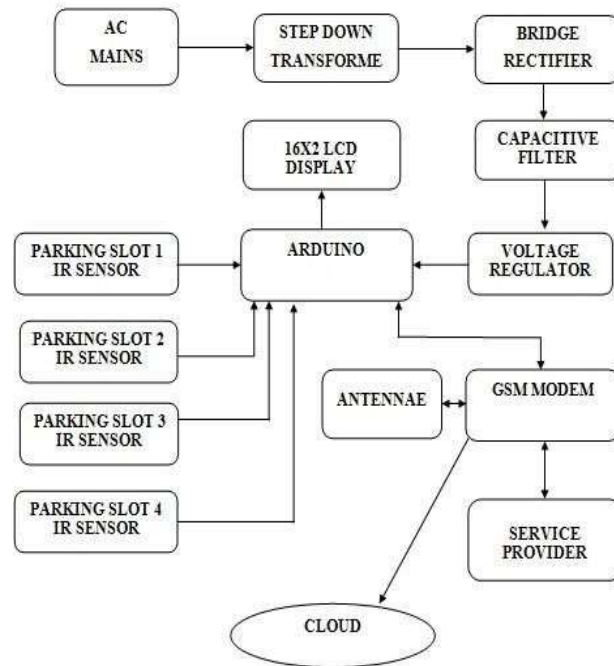 AC
MAINS
STEP DOWN
TRANSFORME
BRIDGE
RECTIFIER
16X2 LCD
DISPLAY
CAPACITIVE
FILTER
PARKING SLOT 1
IR SENSOR
ARDUINO
VOLTAGE
REGULATOR
PARKING SLOT 2
IR SENSOR
PARKING SLOT 3
IR SENSOR
ANTENNAE
GSM MODEM
PARKING SLOT 4
IR SENSOR
SERVICE
PROVIDER
CLOUD